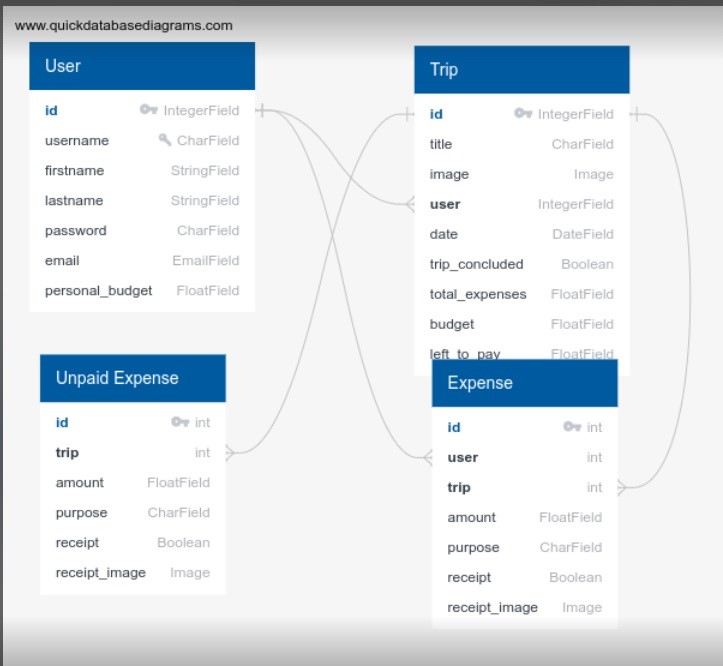 www.quickdatabasediagrams.com
User
id IntegerField
username CharField
firstname StringField
lastname StringField
password CharField
email EmailField
personal_budget FloatField
Trip
id IntegerField
title CharField
image Image
user IntegerField
date DateField
trip_concluded Boolean
total_expenses FloatField
budget FloatField
left_to_pay FloatField
Unpaid Expense
id int
trip int
amount FloatField
purpose CharField
receipt Boolean
receipt_image Image
Expense
id int
user int
trip int
amount FloatField
purpose CharField
receipt Boolean
receipt_image Image